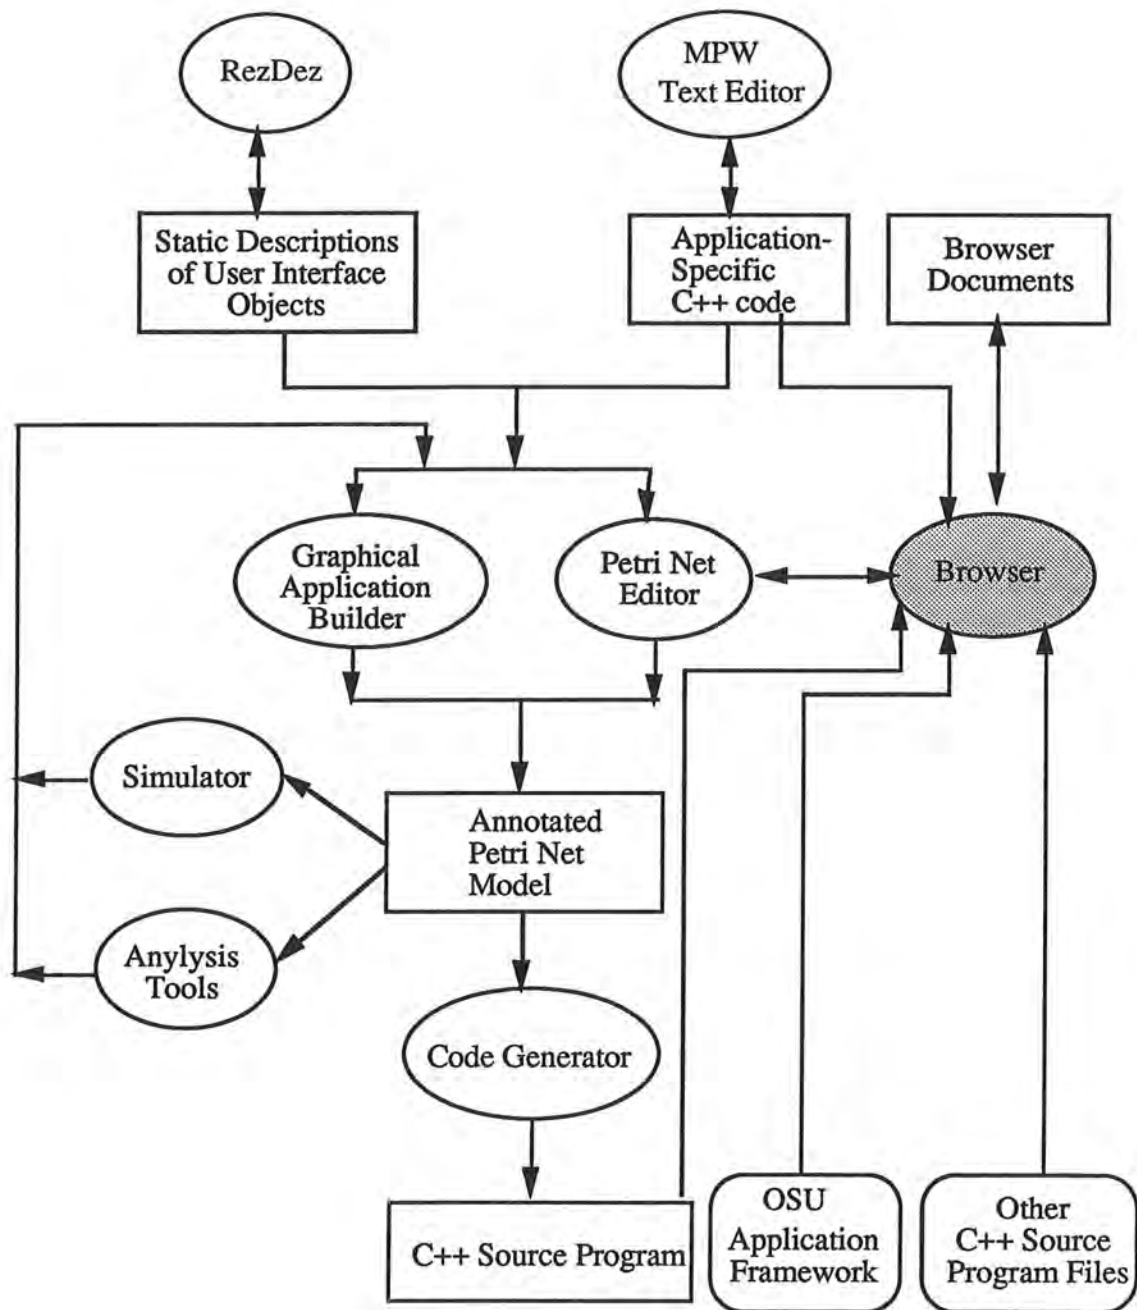 RezDez
MPW
Text Editor
Static Descriptions
of User Interface
Objects
Application-
Specific
C++ code
Browser
Documents
Graphical
Application
Builder
Petri Net
Editor
Browser
Simulator
Annotated
Petri Net
Model
Anylysis
Tools
Code Generator
C++ Source Program
OSU
Application
Framework
Other
C++ Source
Program Files